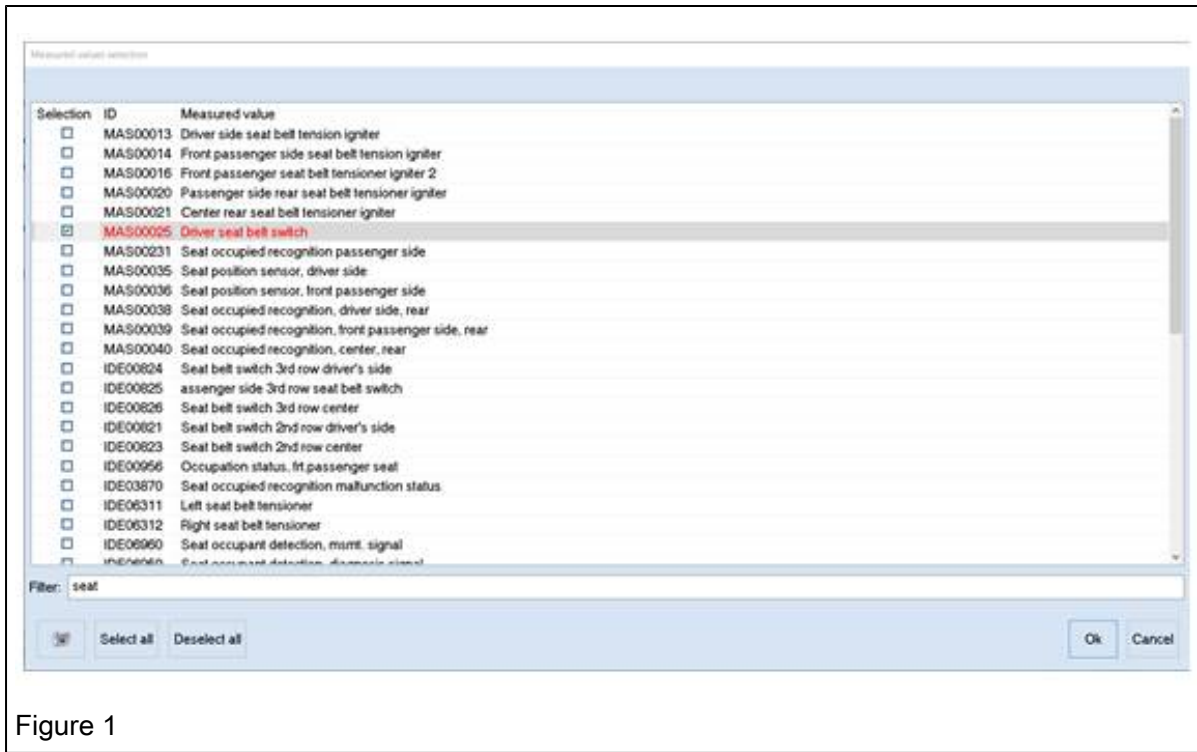 Measured values selection
Selection ID Measured value
MAS00013 Driver side seat belt tension igniter
MAS00014 Front passenger side seat belt tension igniter
MAS00016 Front passenger seat belt tensioner igniter 2
MAS00020 Passenger side rear seat belt tensioner igniter
MAS00021 Center rear seat belt tensioner igniter
MAS00025 Driver seat belt switch
MAS00231 Seat occupied recognition passenger side
MAS00035 Seat position sensor, driver side
MAS00036 Seat position sensor, front passenger side
MAS00038 Seat occupied recognition, driver side, rear
MAS00039 Seat occupied recognition, front passenger side, rear
MAS00040 Seat occupied recognition, center, rear
IDE00824 Seat belt switch 3rd row driver's side
IDE00825 assenger side 3rd row seat belt switch
IDE00826 Seat belt switch 3rd row center
IDE00821 Seat belt switch 2nd row driver's side
IDE00823 Seat belt switch 2nd row center
IDE00956 Occupation status, frt.passenger seat
IDE03870 Seat occupied recognition malfunction status
IDE06311 Left seat belt tensioner
IDE06312 Right seat belt tensioner
IDE06960 Seat occupant detection, msmt. signal
Seat occupant detection, diagnosis signal
Filter: seat
Select all Deselect all Ok Cancel
Figure 1